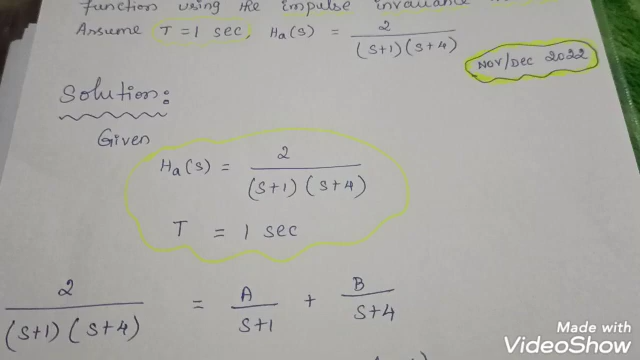 function using the impulse invariance
Assume T = 1 sec, Ha(s) = 2 / (s+1)(s+4)
NOV/DEC 2022
Solution:
Given
Ha(s) = 2 / (s+1)(s+4)
T = 1 sec
2 / (s+1)(s+4) = A / s+1 + B / s+4
Made with
VideoShow